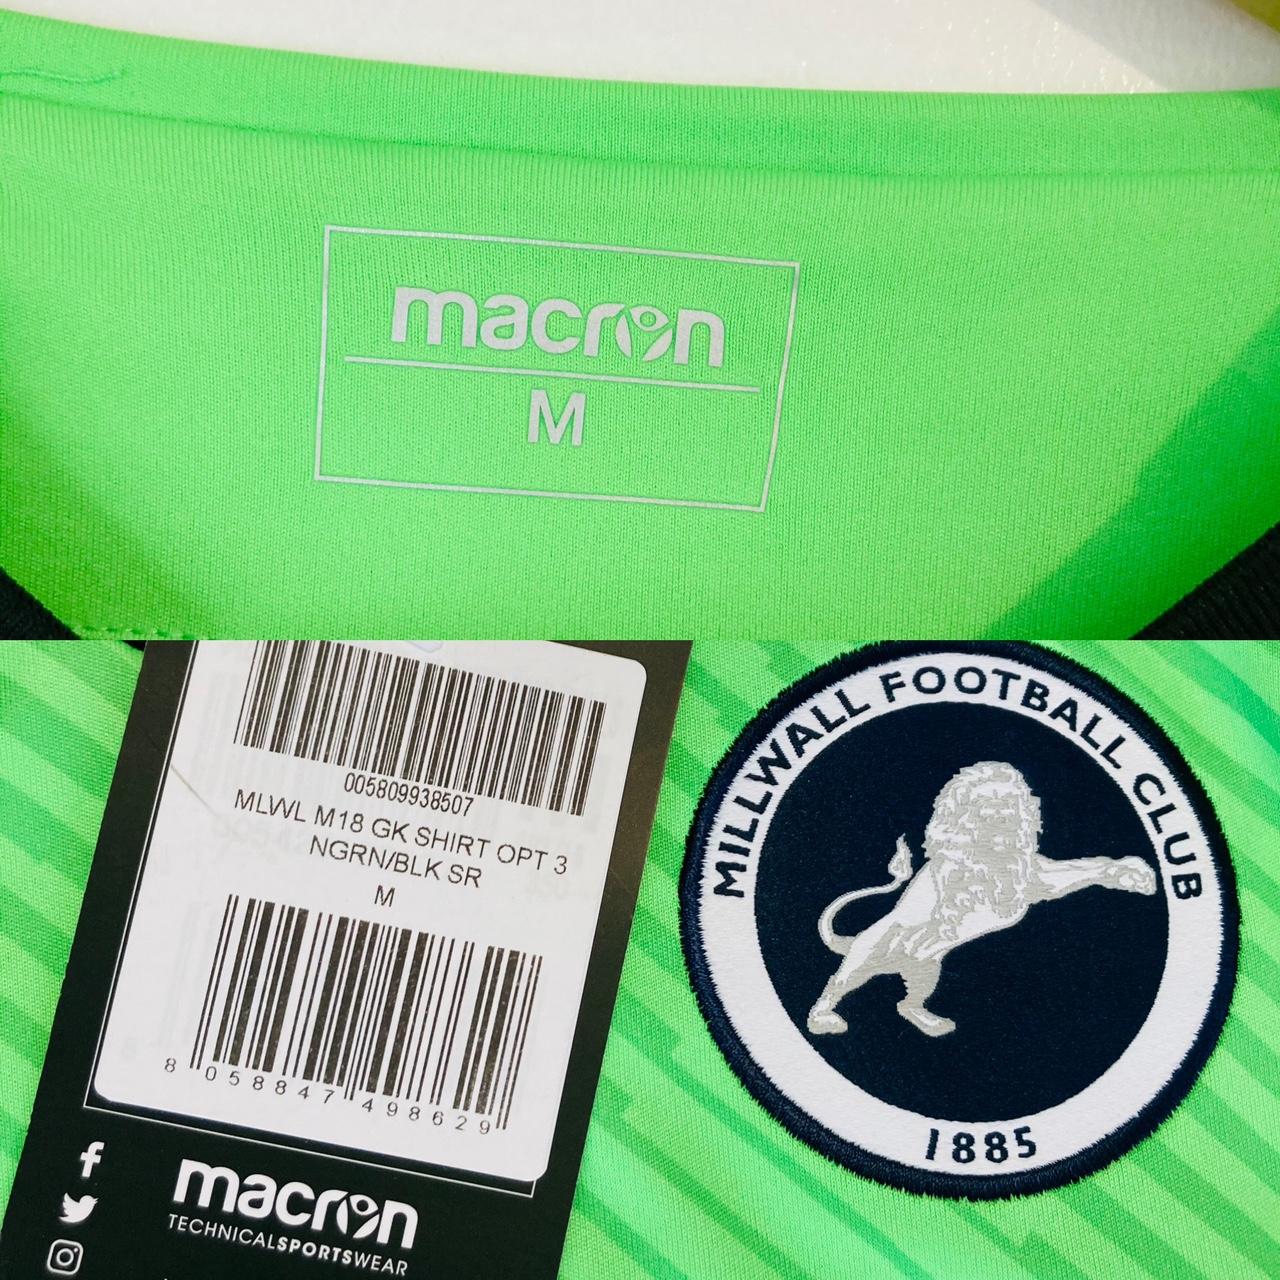 macron
M
005809938507
MLWL M18 GK SHIRT OPT 3
NGRN/BLK SR
M
8 058847 498629
macron
TECHNICALSPORTSWEAR
MILLWALL FOOTBALL CLUB
1885